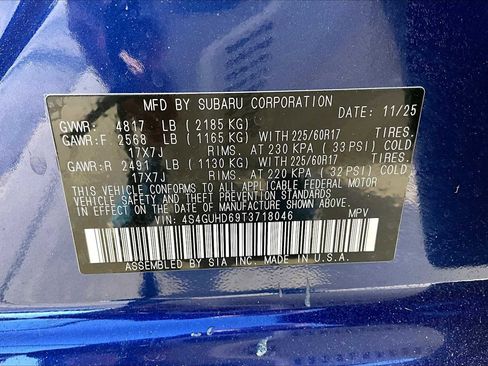 MFD BY SUBARU CORPORATION DATE: 11/25
GVWR: 4817 LB (2185 KG)
GAWR:F 2568 LB (1165 KG) WITH 225/60R17
17X7J RIMS. AT 230 KPA (33 PSI) COLD
GAWR:R 2491 LB (1130 KG) WITH 225/60R17
17X7J RIMS. AT 220 KPA (32 PSI) COLD
THIS VEHICLE CONFORMS TO ALL APPLICABLE FEDERAL MOTOR
VEHICLE SAFETY AND THEFT PREVENTION STANDARDS
IN EFFECT ON THE DATE OF MANUFACTURE SHOWN ABOVE.
VIN: 4S4GUHD69T3718046 MPV
ASSEMBLED BY SIA INC. MADE IN U.S.A.